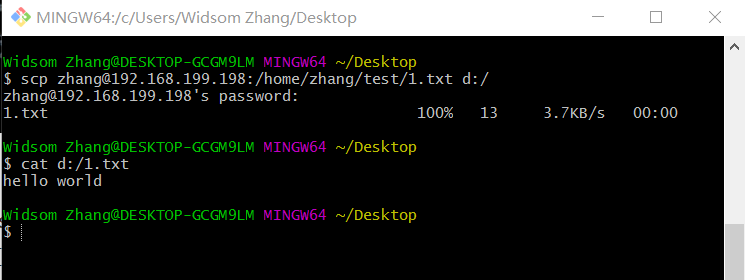 MINGW64:/c/Users/Widsom Zhang/Desktop
Widsom Zhang@DESKTOP-GCGM9LM MINGW64 ~/Desktop
$ scp zhang@192.168.199.198:/home/zhang/test/1.txt d:/
zhang@192.168.199.198's password:
1.txt 100% 13 3.7KB/s 00:00
Widsom Zhang@DESKTOP-GCGM9LM MINGW64 ~/Desktop
$ cat d:/1.txt
hello world
Widsom Zhang@DESKTOP-GCGM9LM MINGW64 ~/Desktop
$